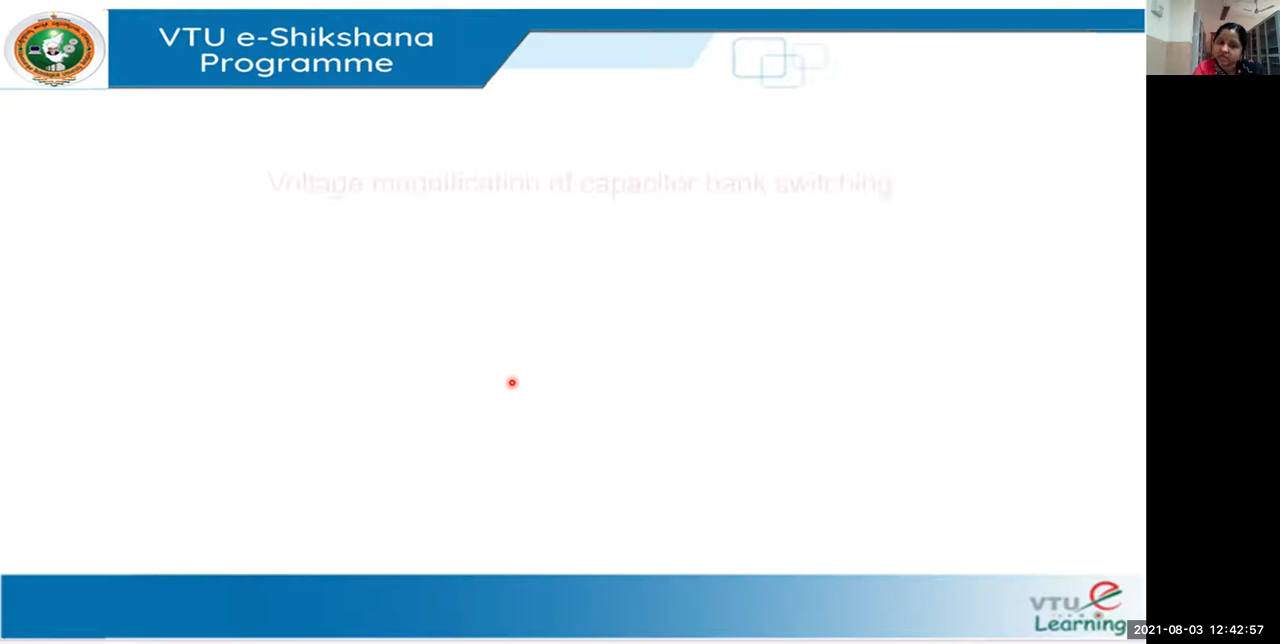 VTU e-Shikshana
Programme
Voltage magnification of capacitor bank switching
VTU e
Learning
2021-08-03 12:42:57